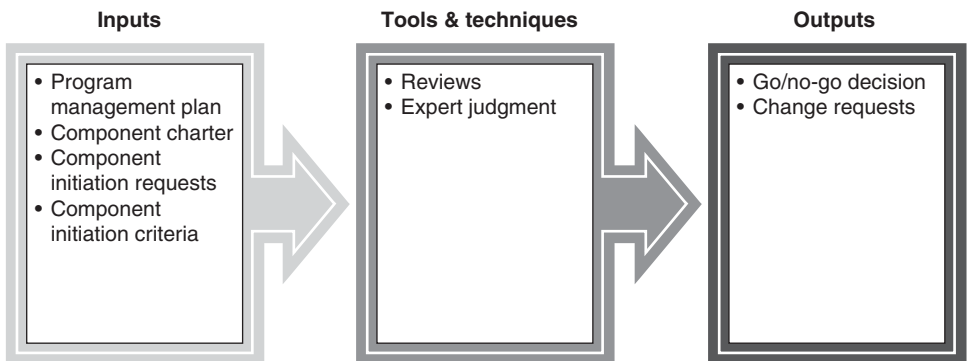 Inputs
• Program
management plan
• Component charter
• Component
initiation requests
• Component
initiation criteria
Tools & techniques
• Reviews
• Expert judgment
Outputs
• Go/no-go decision
• Change requests